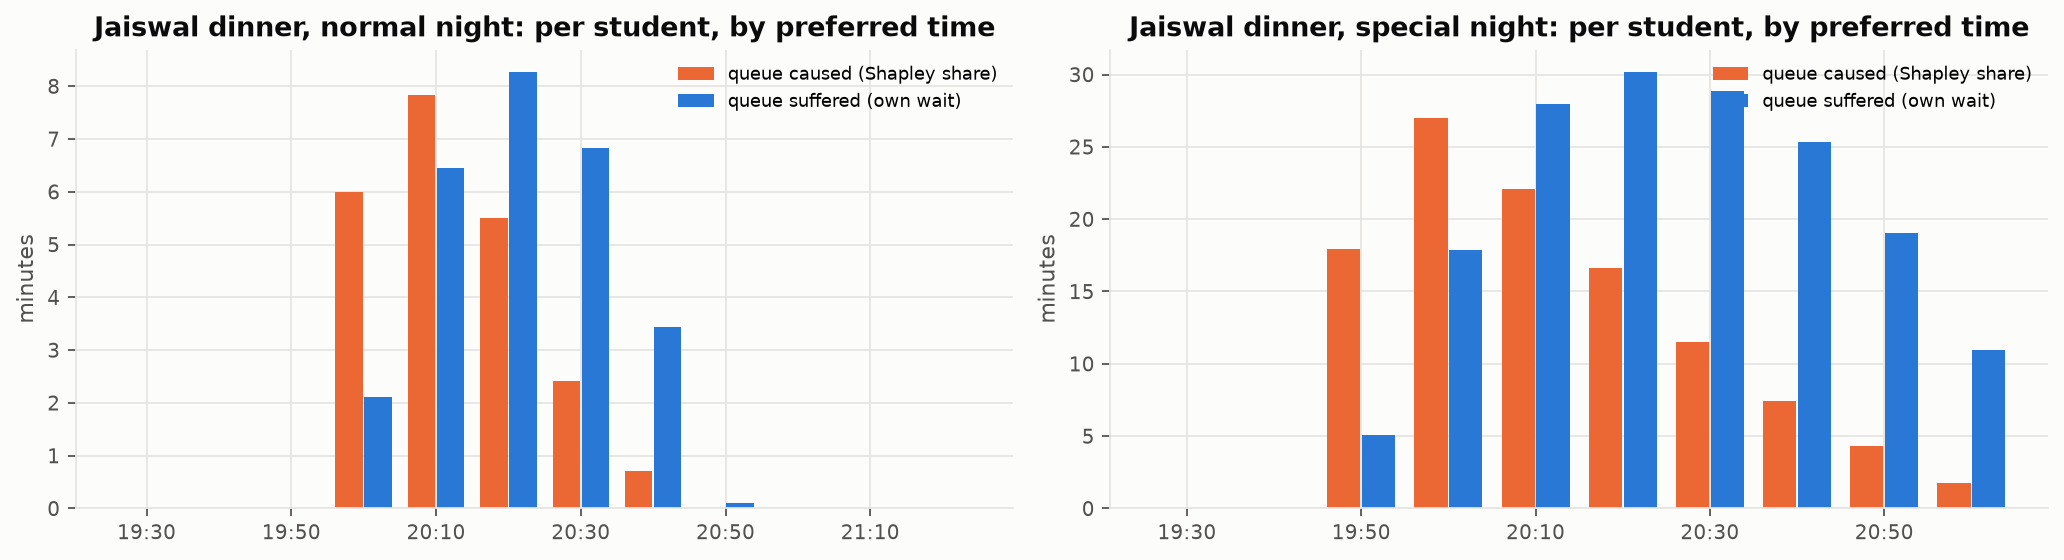 Jaiswal dinner, normal night: per student, by preferred time
queue caused (Shapley share)
queue suffered (own wait)
minutes
8
7
6
5
4
3
2
1
0
19:30 19:50 20:10 20:30 20:50 21:10
Jaiswal dinner, special night: per student, by preferred time
queue caused (Shapley share)
queue suffered (own wait)
minutes
30
25
20
15
10
5
0
19:30 19:50 20:10 20:30 20:50